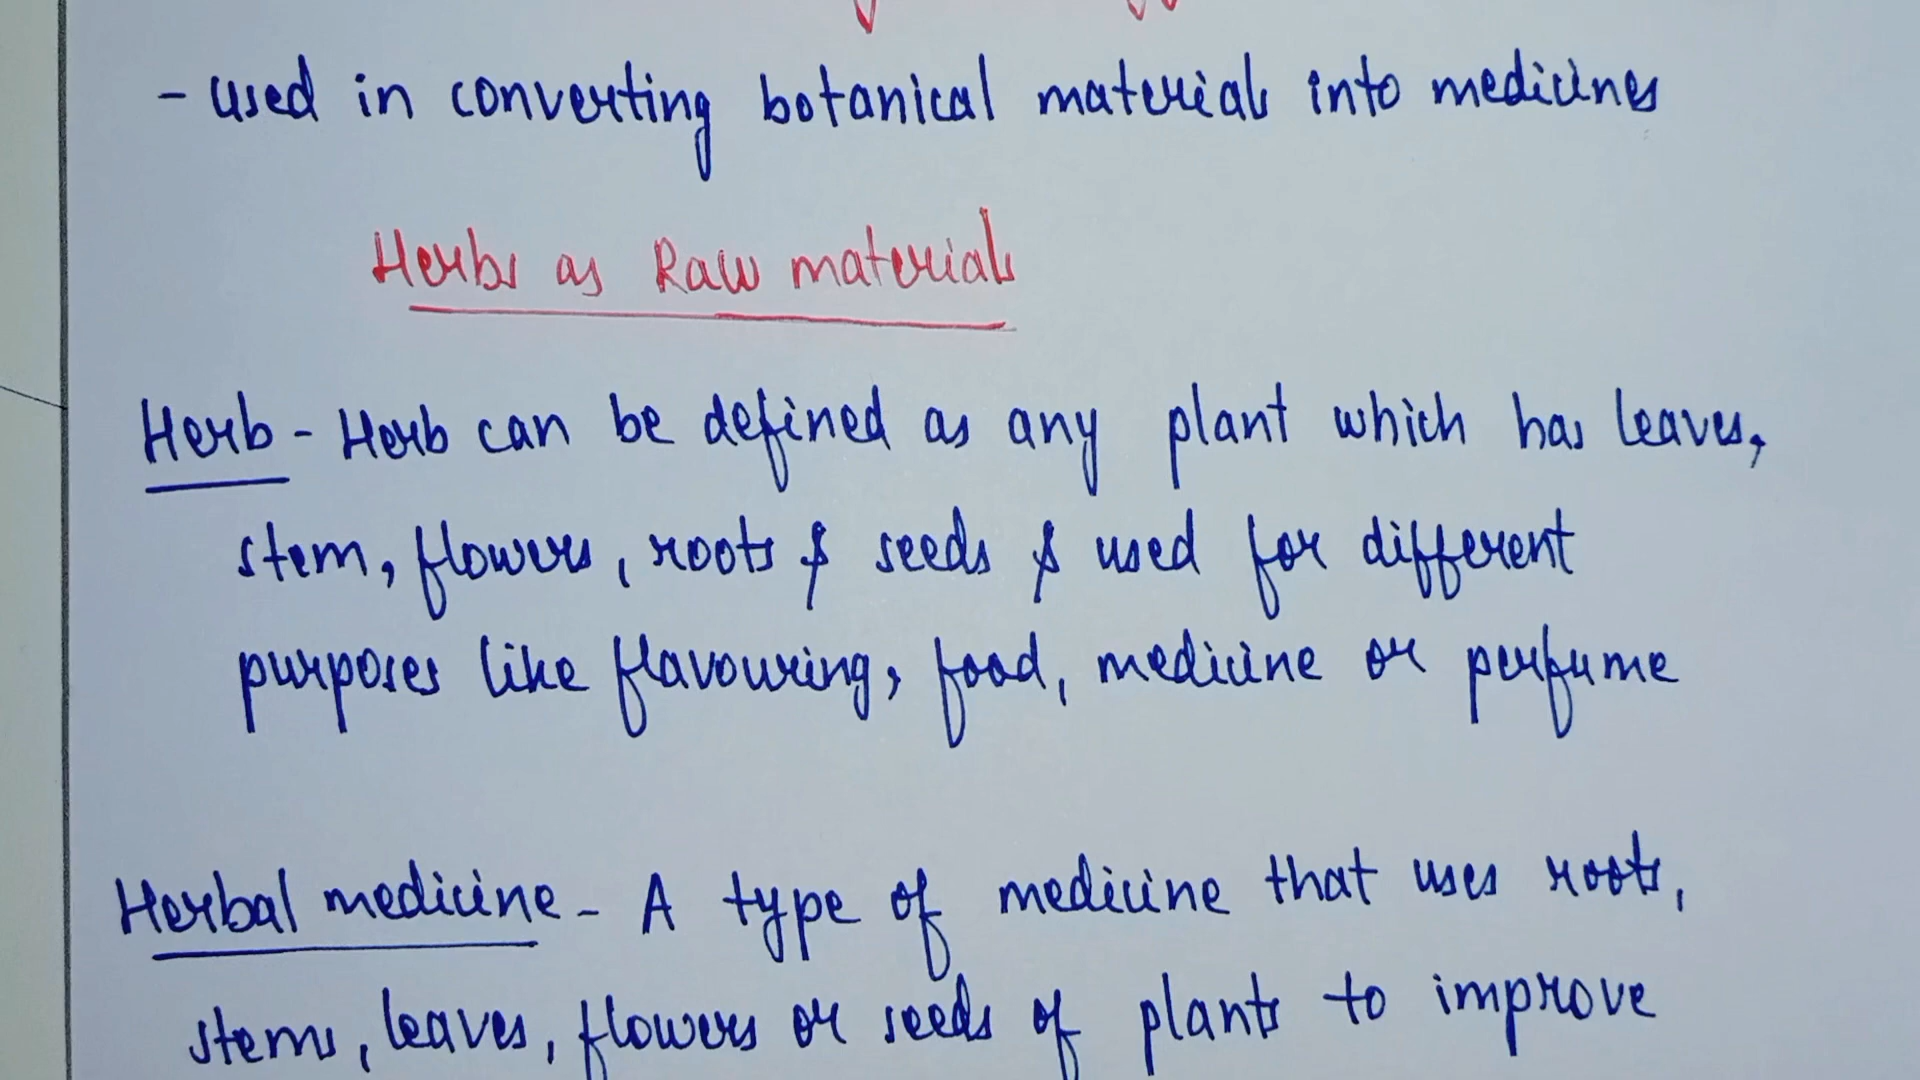 - used in converting botanical materials into medicines
Herbs as Raw materials
Herb - Herb can be defined as any plant which has leaves,
stem, flowers, roots & seeds & used for different
purposes like flavouring, food, medicine or perfume
Herbal medicine - A type of medicine that uses roots,
stems, leaves, flowers or seeds of plants to improve